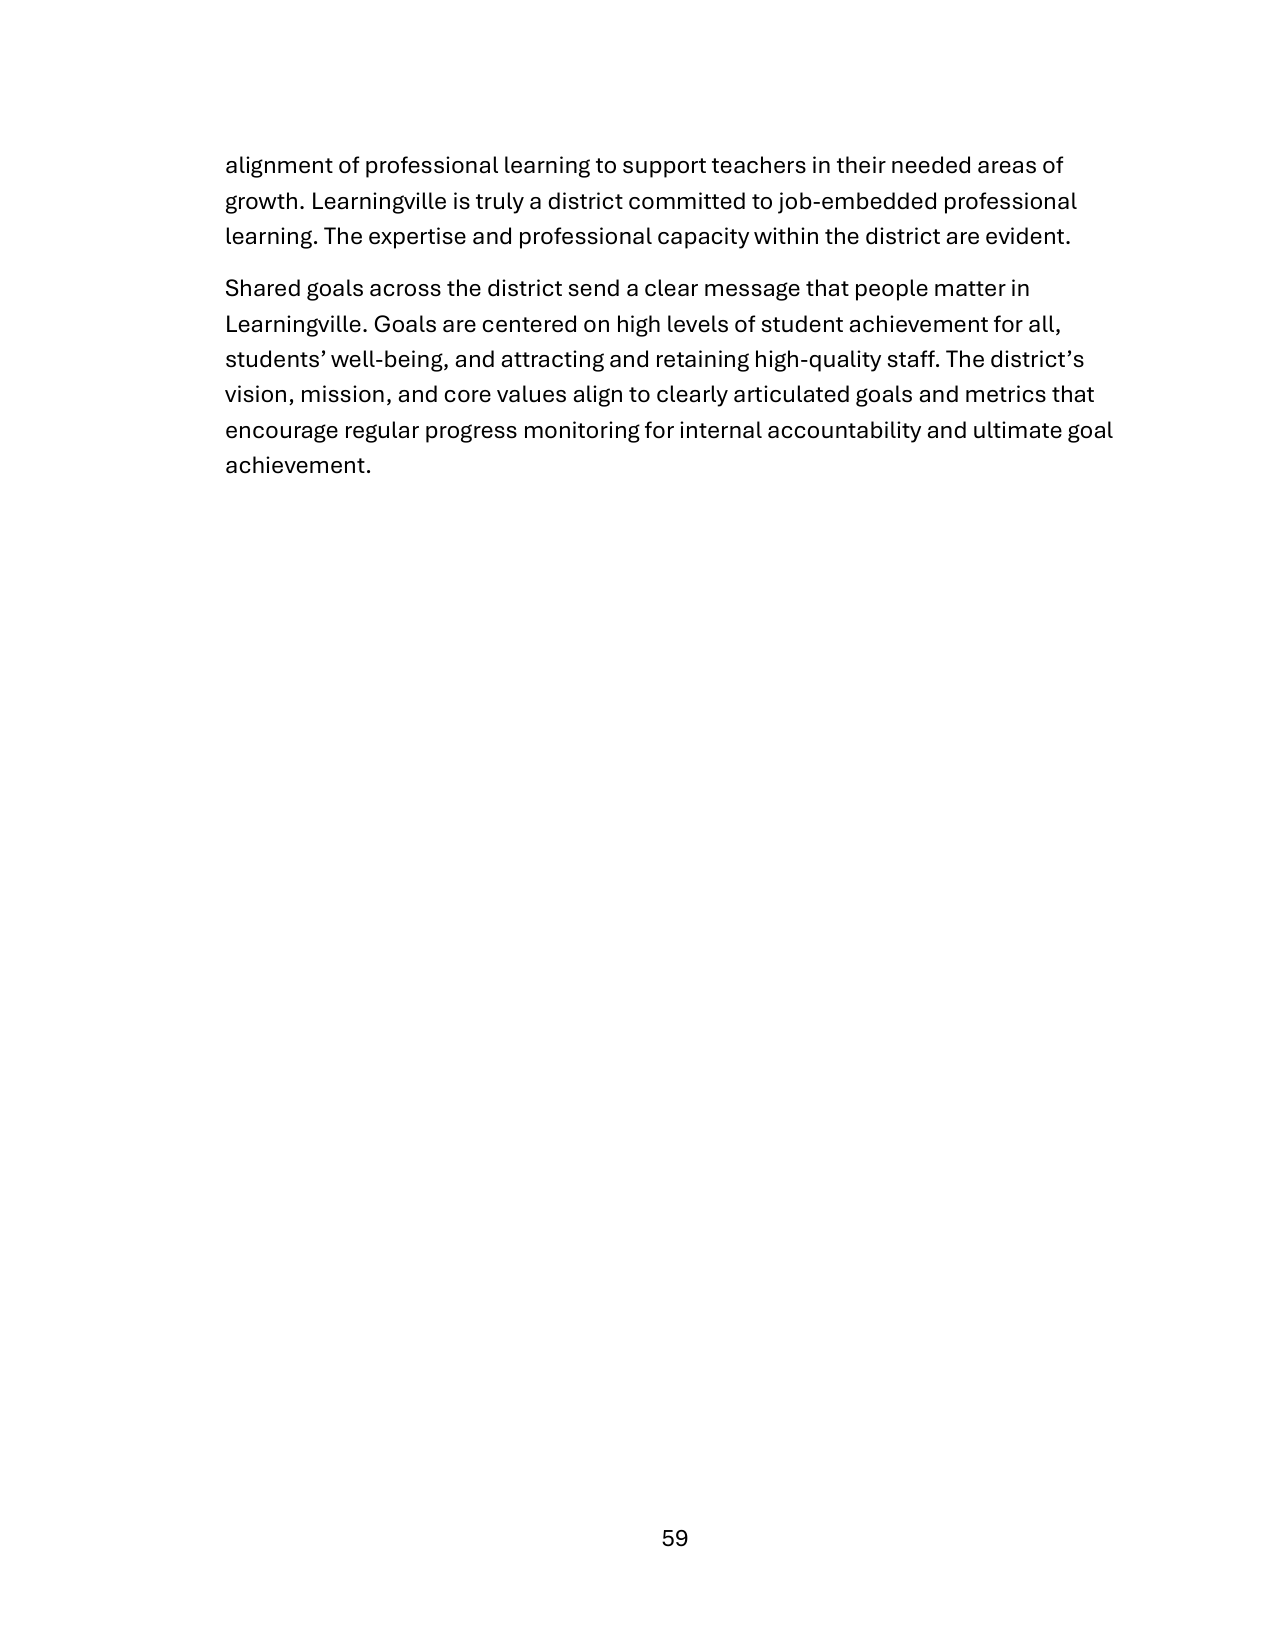 alignment of professional learning to support teachers in their needed areas of
growth. Learningville is truly a district committed to job-embedded professional
learning. The expertise and professional capacity within the district are evident.
Shared goals across the district send a clear message that people matter in
Learningville. Goals are centered on high levels of student achievement for all,
students’ well-being, and attracting and retaining high-quality staff. The district’s
vision, mission, and core values align to clearly articulated goals and metrics that
encourage regular progress monitoring for internal accountability and ultimate goal
achievement.
59